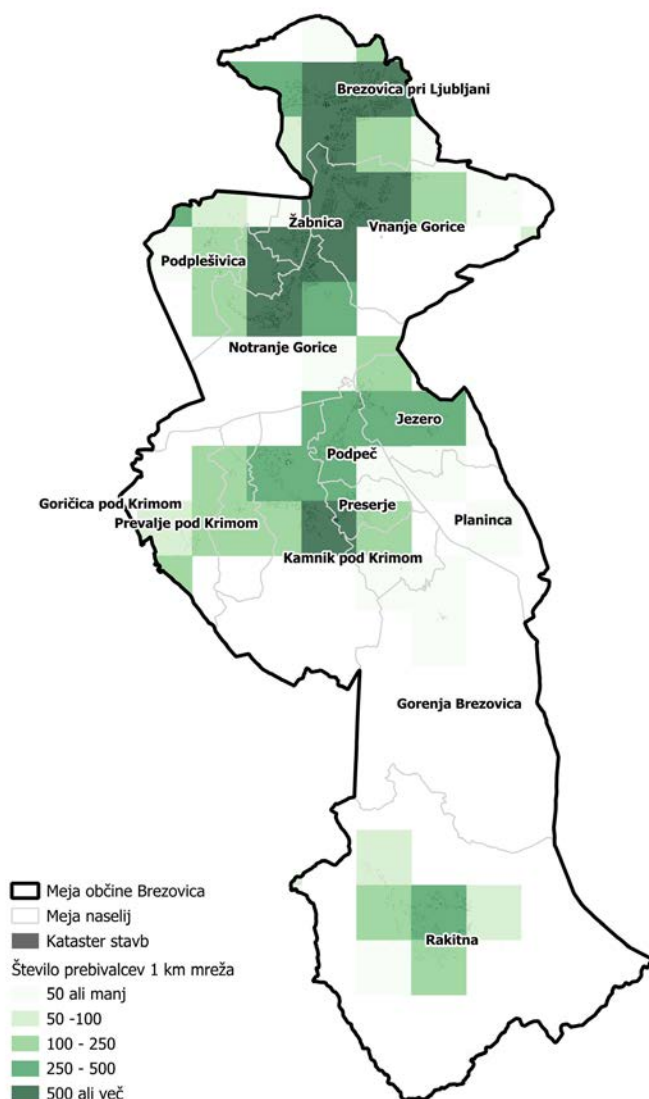 Brezovica pri Ljubljani
Žabnica
Vnanje Gorice
Podplešivica
Notranje Gorice
Jezero
Podpeč
Goričica pod Krimom
Preserje
Prevalje pod Krimom
Planinca
Kamnik pod Krimom
Gorenja Brezovica
Rakitna
Meja občine Brezovica
Meja naselij
Kataster stavb
Število prebivalcev 1 km mreža
50 ali manj
50 -100
100 - 250
250 - 500
500 ali več